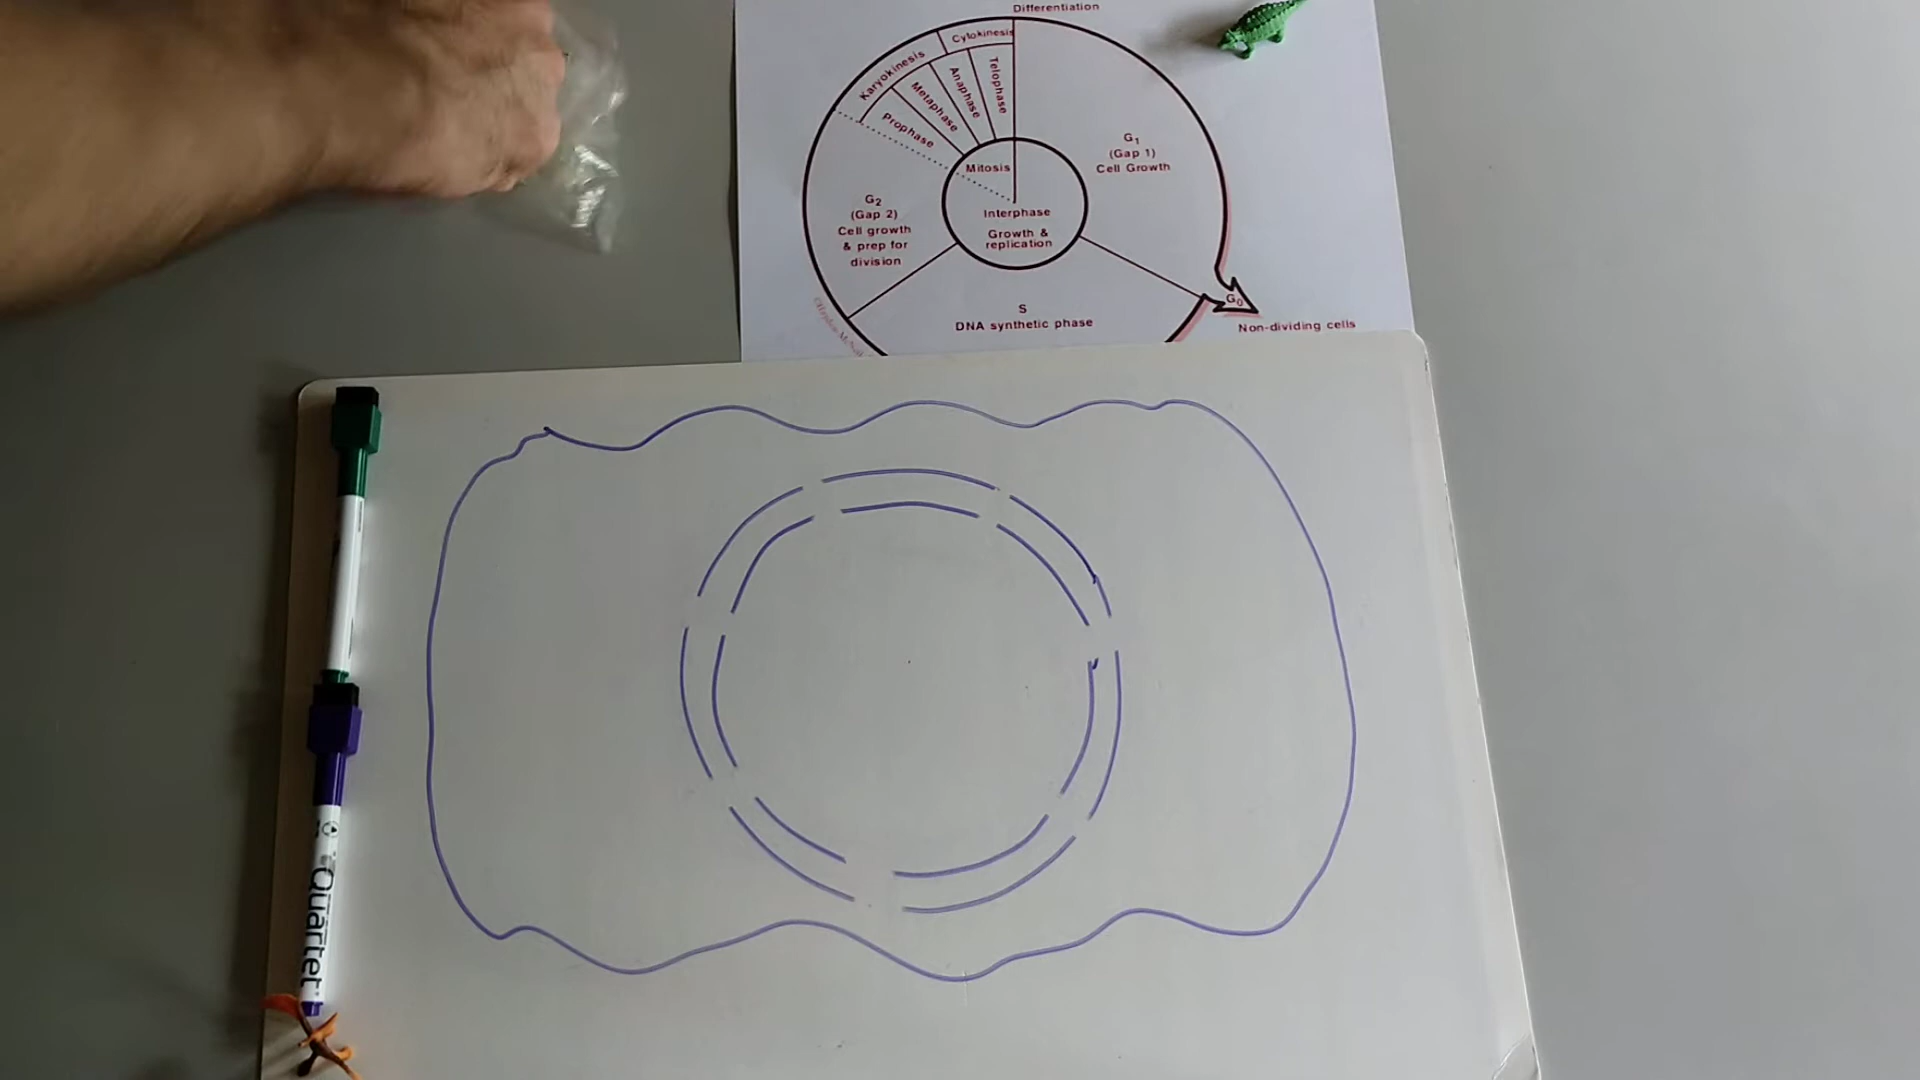 Differentiation
Cytokinesis
Karyokinesis
Telophase
Anaphase
Metaphase
Prophase
G1
(Gap 1)
Cell Growth
Mitosis
G2
(Gap 2)
Cell growth
& prep for
division
Interphase
Growth &
replication
G0
Non-dividing cells
S
DNA synthetic phase
Quartet